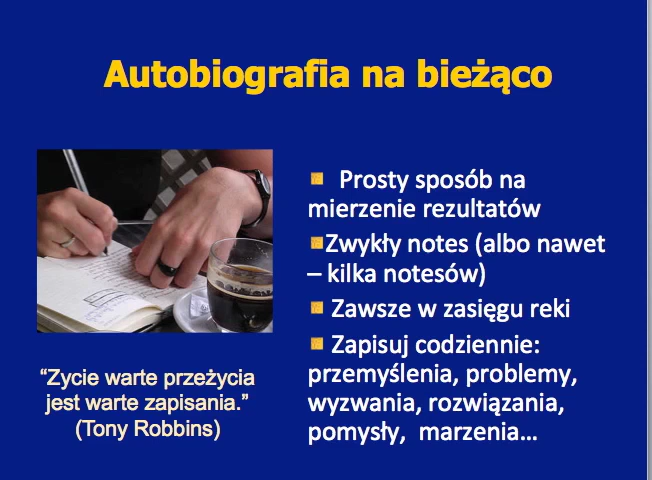 Autobiografia na bieżąco
Prosty sposób na
mierzenie rezultatów
Zwykły notes (albo nawet
– kilka notesów)
Zawsze w zasięgu reki
Zapisuj codziennie:
przemyślenia, problemy,
wyzwania, rozwiązania,
pomysły, marzenia...
“Zycie warte przeżycia
jest warte zapisania.”
(Tony Robbins)